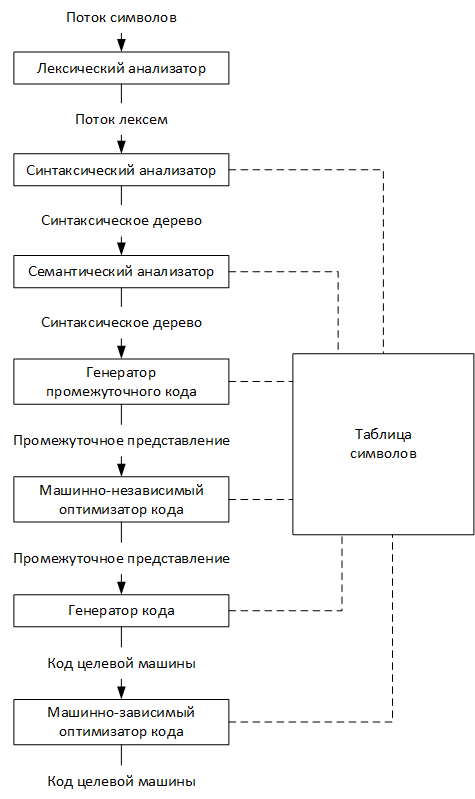 Поток символов
Лексический анализатор
Поток лексем
Синтаксический анализатор
Синтаксическое дерево
Семантический анализатор
Синтаксическое дерево
Генератор
промежуточного кода
Таблица
символов
Промежуточное представление
Машинно-независимый
оптимизатор кода
Промежуточное представление
Генератор кода
Код целевой машины
Машинно-зависимый
оптимизатор кода
Код целевой машины